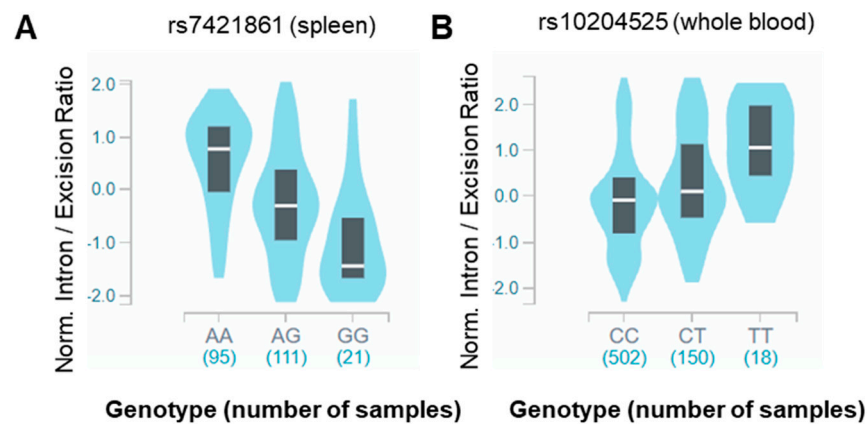 A
rs7421861 (spleen)
Norm. Intron / Excision Ratio
2.0
1.0
0.0
-1.0
-2.0
AA
AG
GG
(95)
(111)
(21)
Genotype (number of samples)
B
rs10204525 (whole blood)
Norm. Intron / Excision Ratio
2.0
1.0
0.0
-1.0
-2.0
CC
CT
TT
(502)
(150)
(18)
Genotype (number of samples)